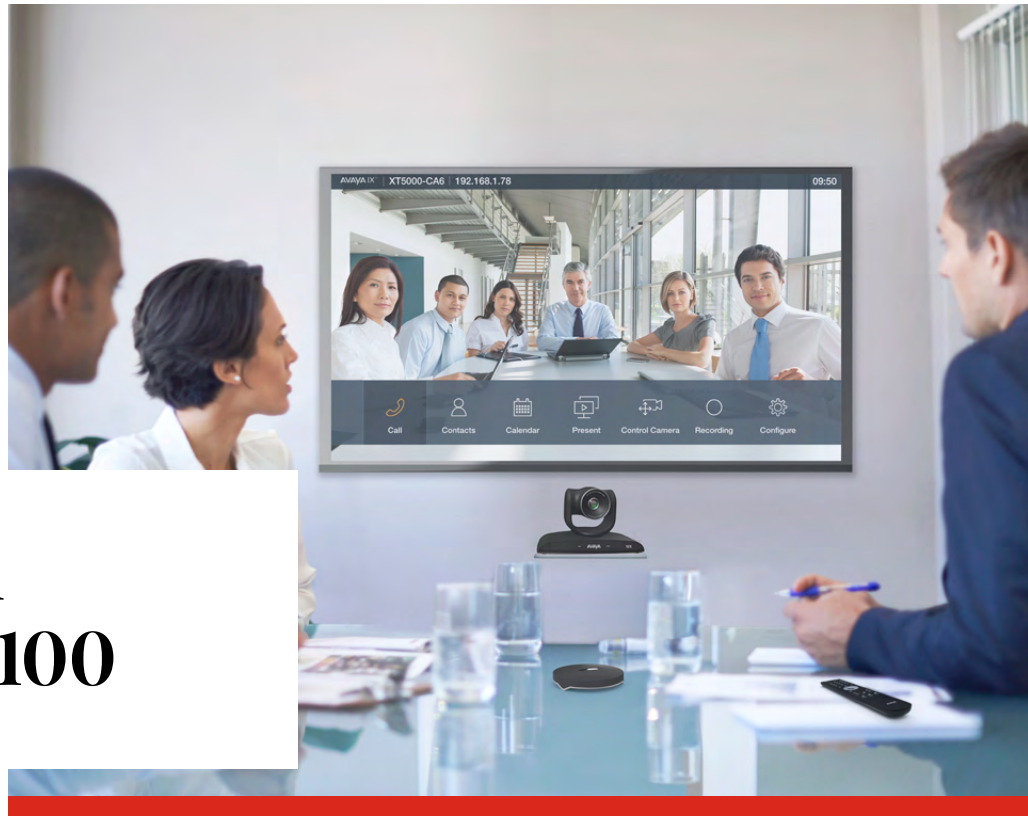 AVAYA IX | XT5000-CA6 | 192.168.1.78 09:50
Call Contacts Calendar Present Control Camera Recording Configure
AVAYA
100